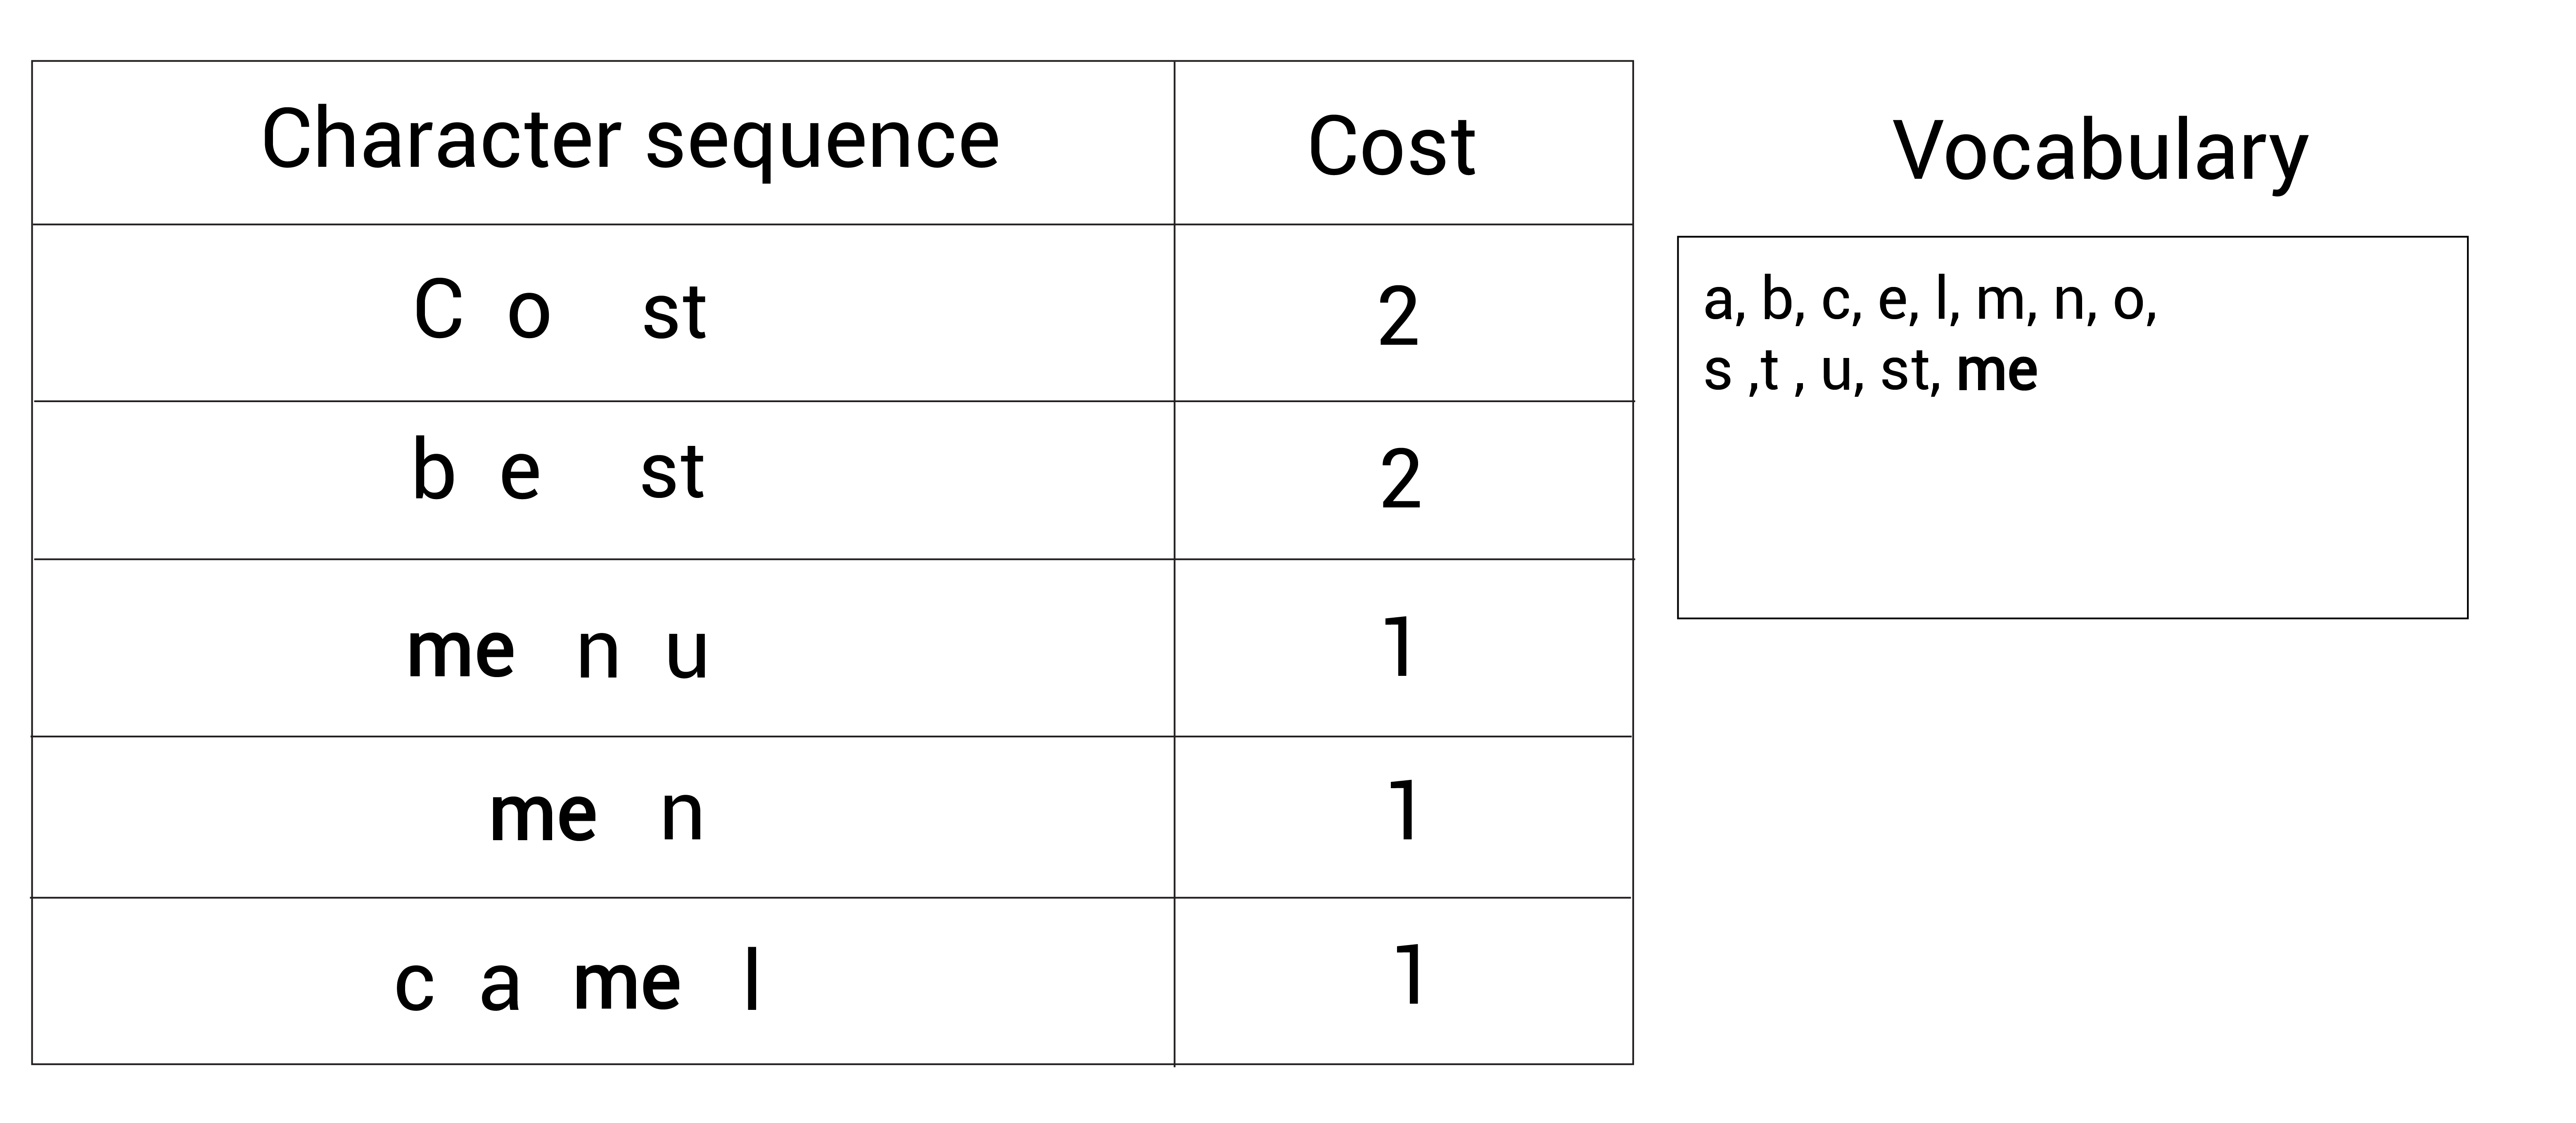 Character sequence Cost
C o st 2
b e st 2
me n u 1
me n 1
c a me l 1
Vocabulary
a, b, c, e, l, m, n, o,
s ,t , u, st, me